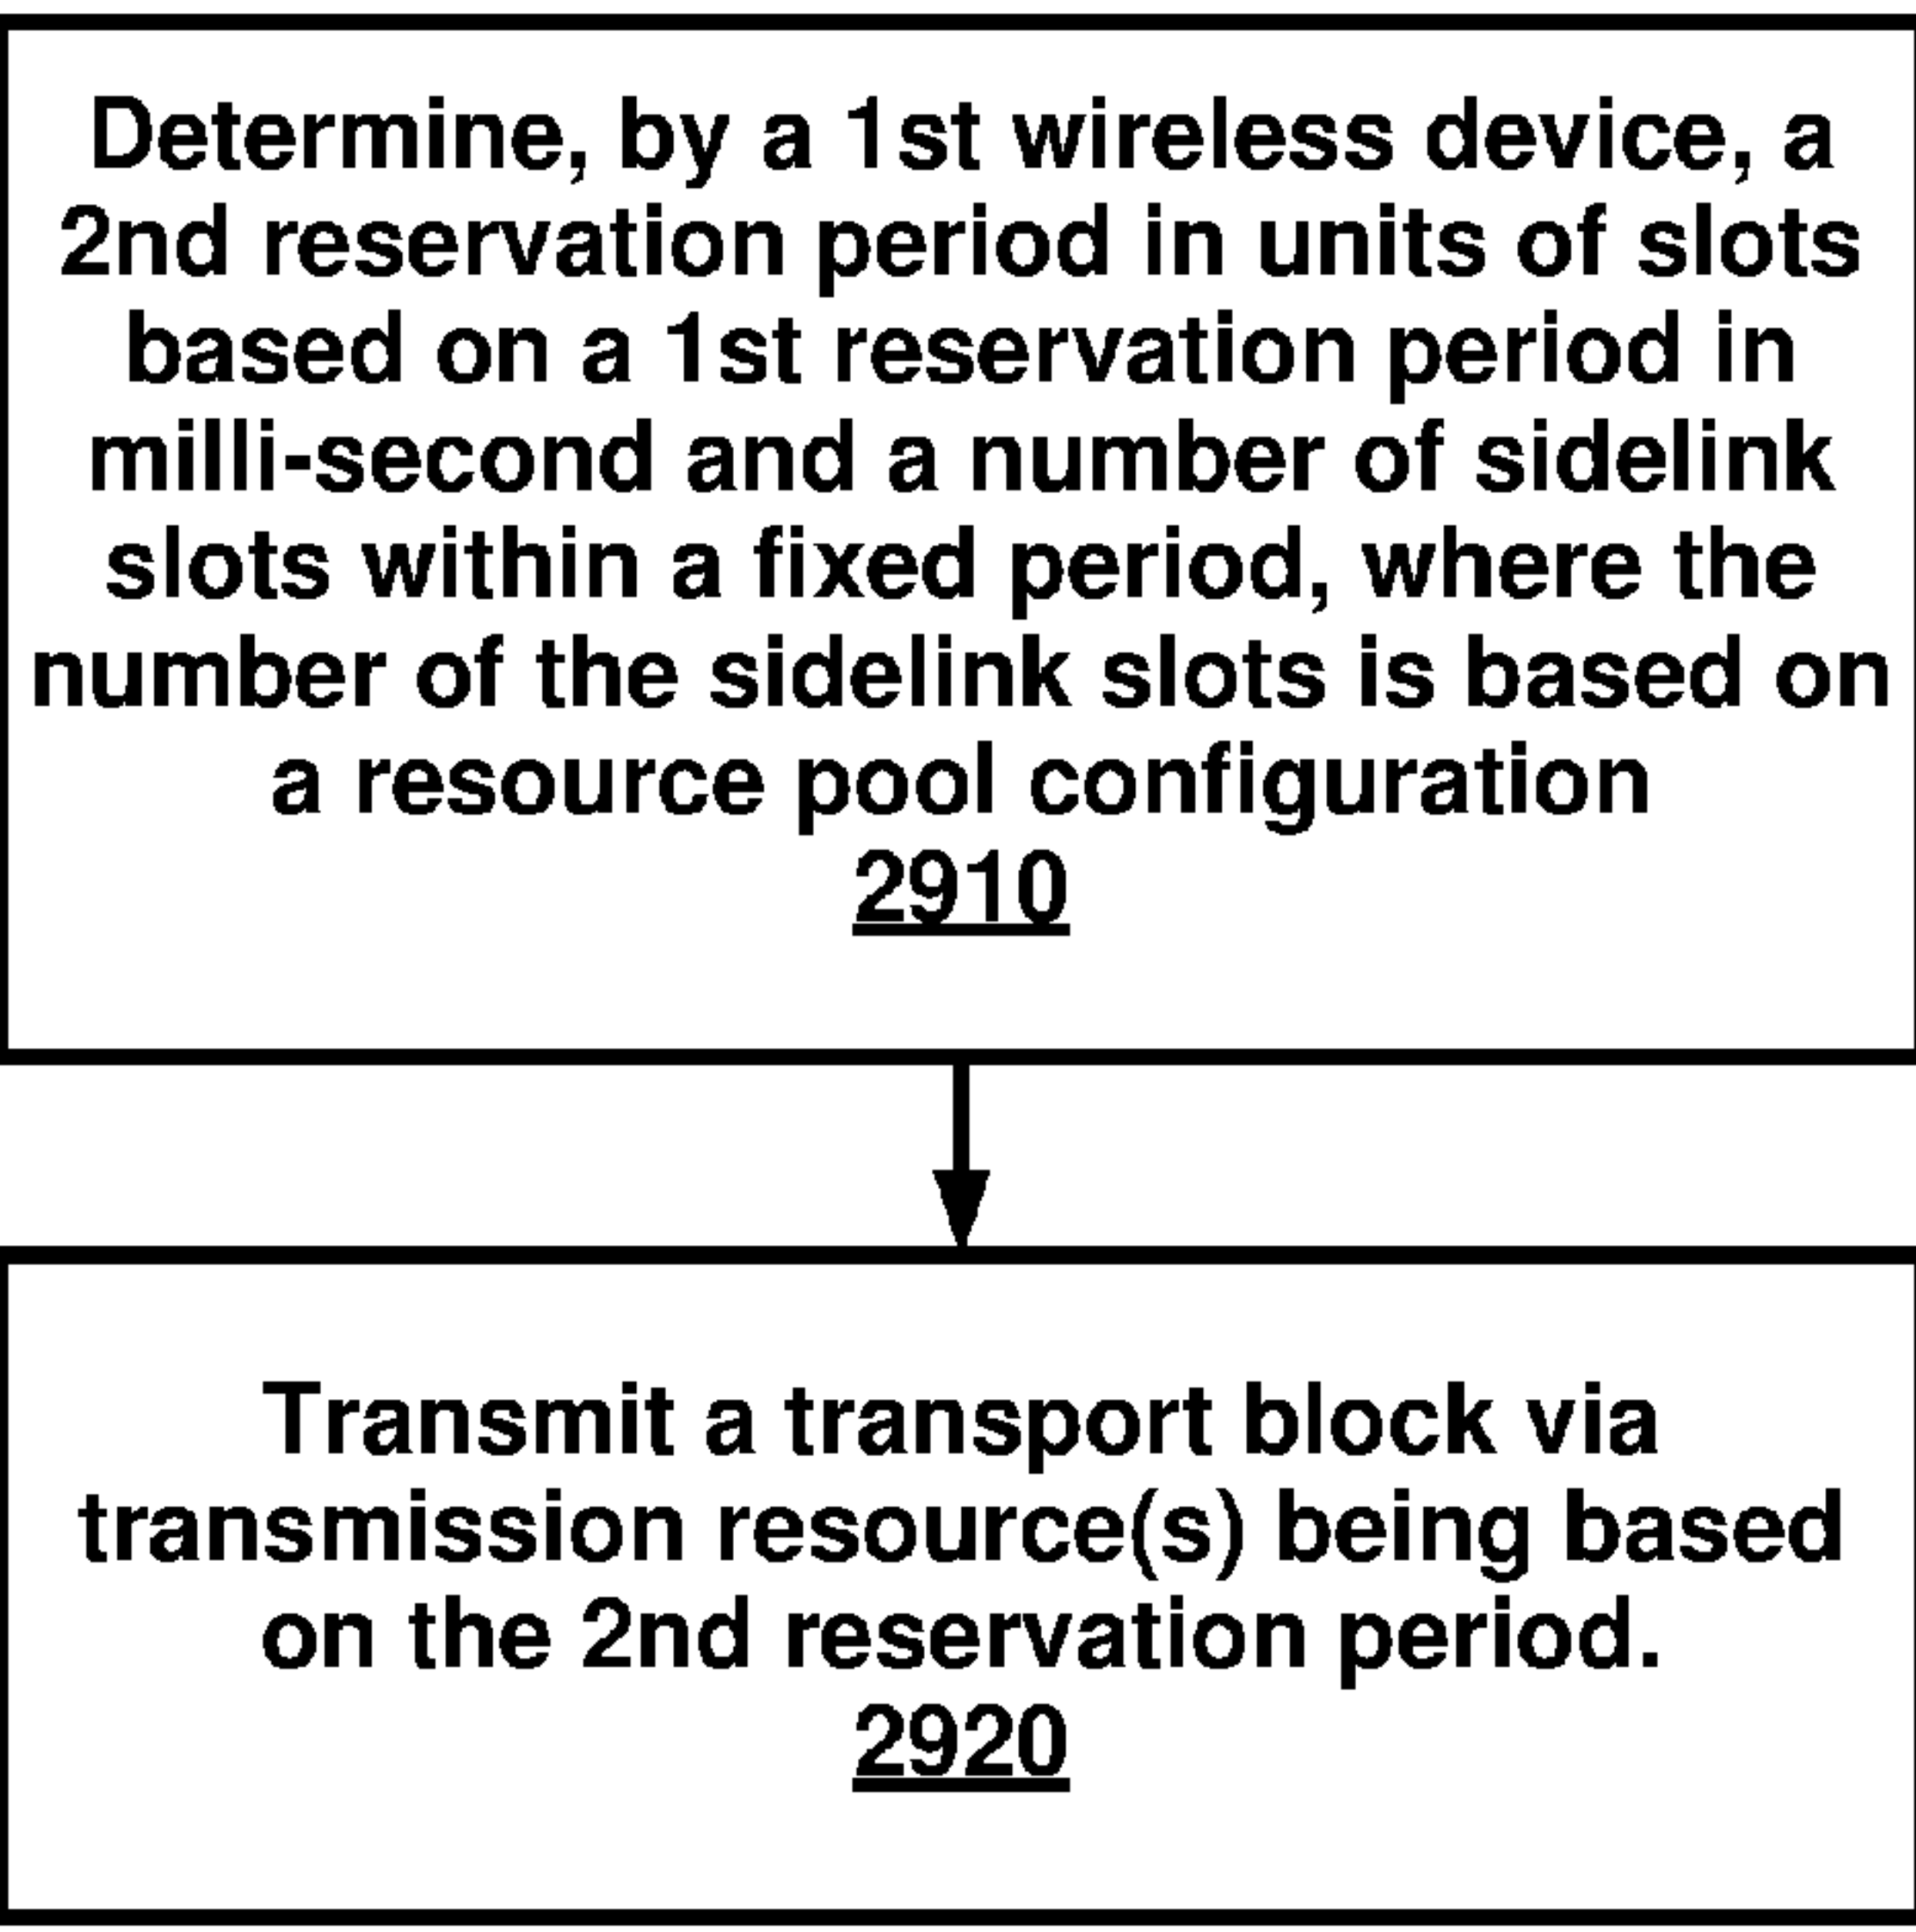 Determine, by a 1st wireless device, a
2nd reservation period in units of slots
based on a 1st reservation period in
milli-second and a number of sidelink
slots within a fixed period, where the
number of the sidelink slots is based on
a resource pool configuration
2910
Transmit a transport block via
transmission resource(s) being based
on the 2nd reservation period.
2920